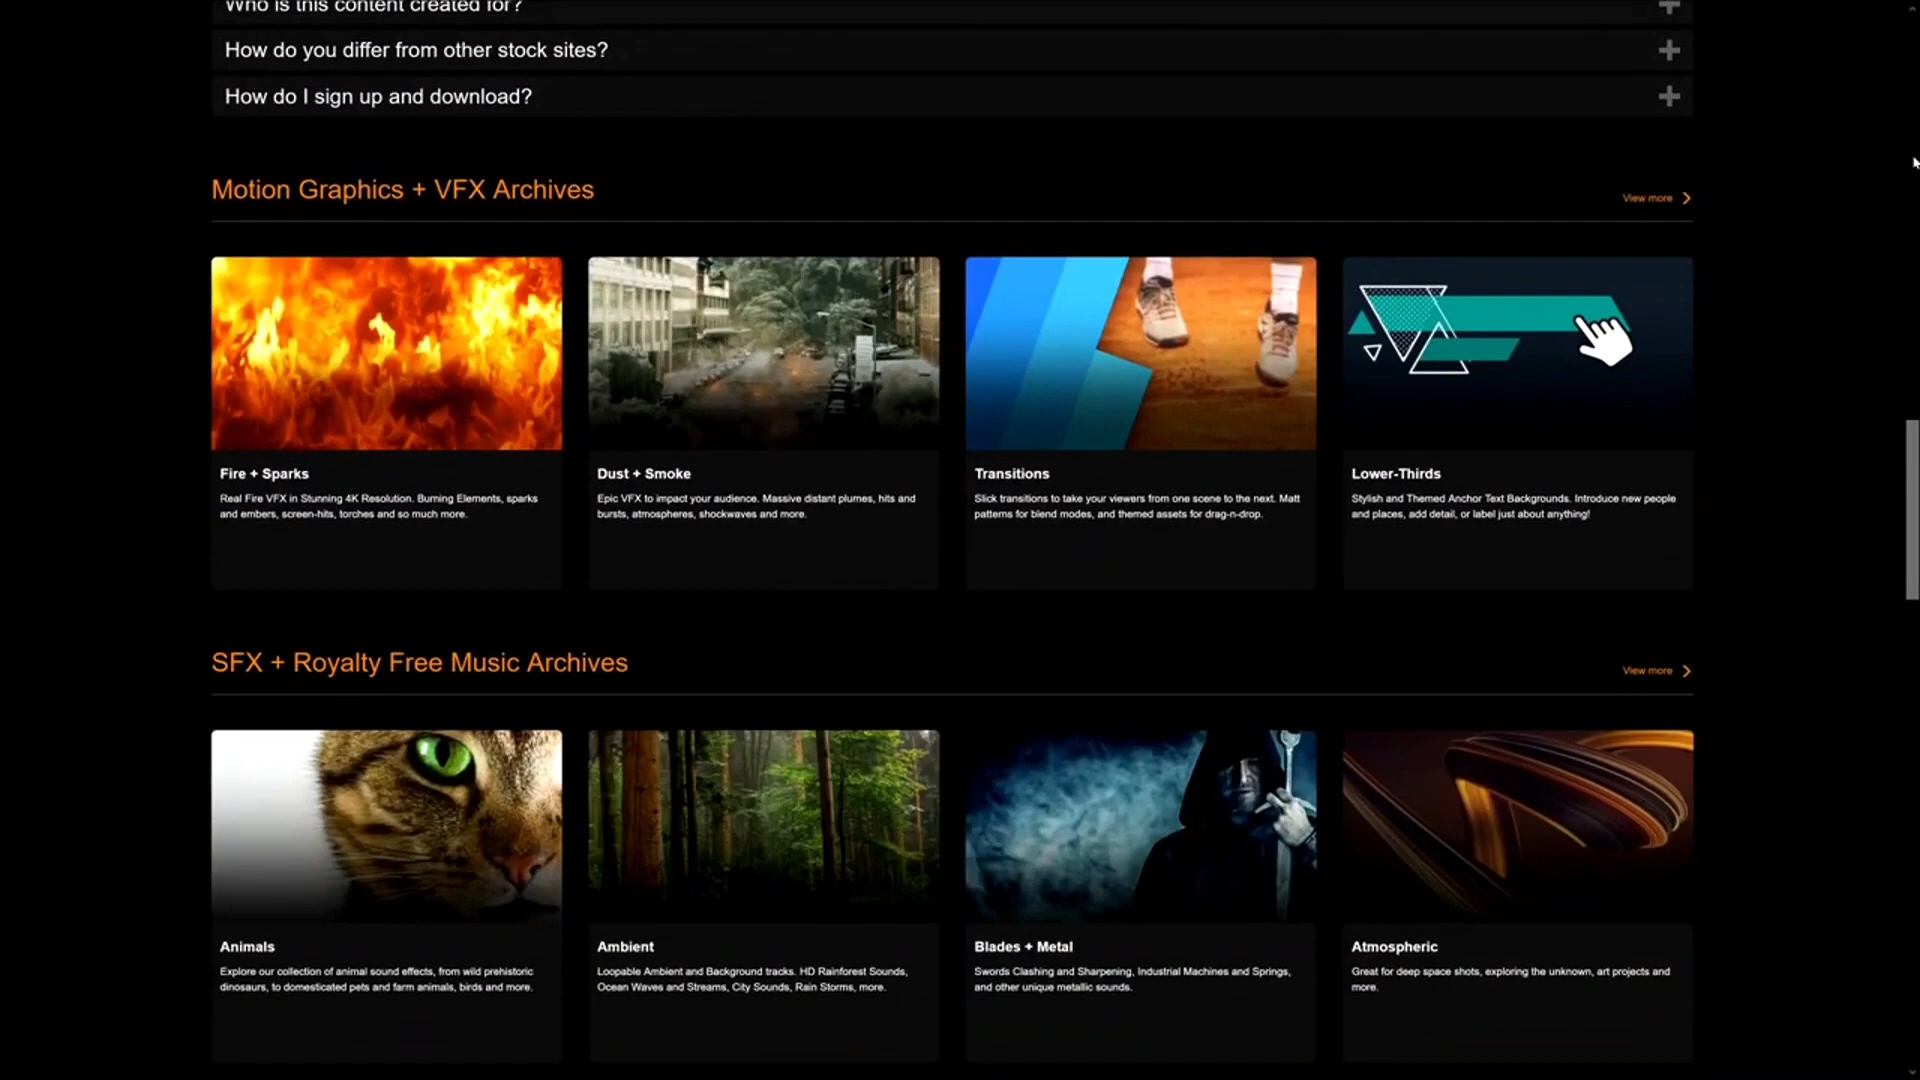 Who is this content created for?
How do you differ from other stock sites?
How do I sign up and download?
Motion Graphics + VFX Archives
View more
Fire + Sparks
Real Fire VFX in Stunning 4K Resolution. Burning Elements, sparks
and embers, screen-hits, torches and so much more.
Dust + Smoke
Epic VFX to impact your audience. Massive distant plumes, hits and
bursts, atmospheres, shockwaves and more.
Transitions
Slick transitions to take your viewers from one scene to the next. Matt
patterns for blend modes, and themed assets for drag-n-drop.
Lower-Thirds
Stylish and Themed Anchor Text Backgrounds. Introduce new people
and places, add detail, or label just about anything!
SFX + Royalty Free Music Archives
View more
Animals
Explore our collection of animal sound effects, from wild prehistoric
dinosaurs, to domesticated pets and farm animals, birds and more.
Ambient
Loopable Ambient and Background tracks. HD Rainforest Sounds,
Ocean Waves and Streams, City Sounds, Rain Storms, more.
Blades + Metal
Swords Clashing and Sharpening, Industrial Machines and Springs,
and other unique metallic sounds.
Atmospheric
Great for deep space shots, exploring the unknown, art projects and
more.